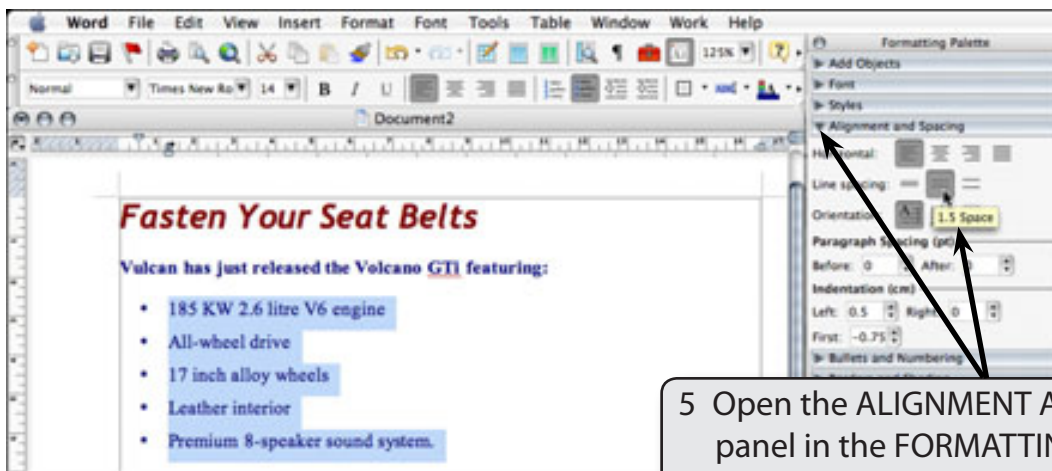 Word File Edit View Insert Format Font Tools Table Window Work Help
125%
Formatting Palette
Add Objects
Normal Times New Ro 14 B I U
Font
Styles
Document2
Alignment and Spacing
Horizontal:
Line spacing:
Orientation: 1.5 Space
Fasten Your Seat Belts
Paragraph Spacing (pt)
Vulcan has just released the Volcano GTi featuring:
Before: 0 After:
Indentation (cm)
• 185 KW 2.6 litre V6 engine
Left: 0.5 Right: 0
• All-wheel drive
First: -0.75
• 17 inch alloy wheels
Bullets and Numbering
• Leather interior
• Premium 8-speaker sound system.
5 Open the ALIGNMENT A
panel in the FORMATTIN